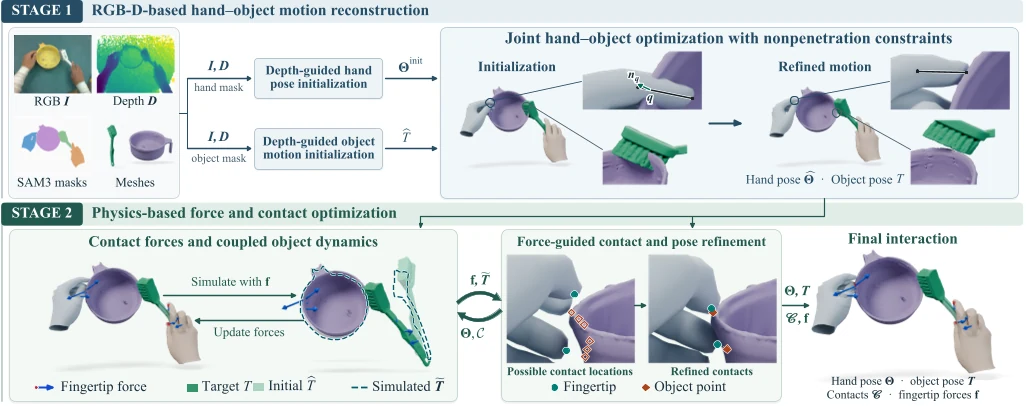 STAGE 1 RGB-D-based hand–object motion reconstruction
RGB I
Depth D
SAM3 masks
Meshes
I, D
hand mask
Depth-guided hand
pose initialization
Θ^init
I, D
object mask
Depth-guided object
motion initialization
T̂
Joint hand–object optimization with nonpenetration constraints
Initialization
n_q
q
Refined motion
Hand pose Θ̂ · Object pose T
STAGE 2 Physics-based force and contact optimization
Contact forces and coupled object dynamics
Simulate with f
Update forces
Fingertip force
Target T
Initial T̂
Simulated T̃
f, T̃
Θ, 𝒞
Force-guided contact and pose refinement
Possible contact locations
Refined contacts
Fingertip
Object point
Θ, T
𝒞, f
Final interaction
Hand pose Θ · object pose T
Contacts 𝒞 · fingertip forces f